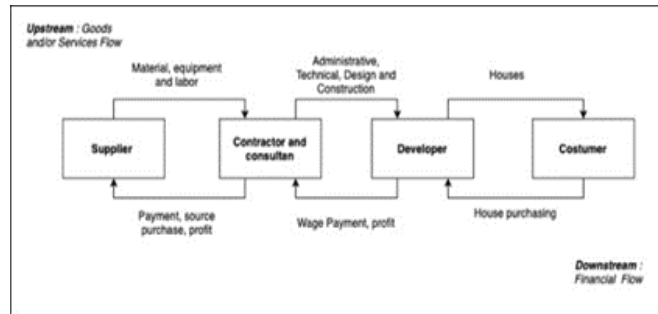 Upstream : Goods
and/or Services Flow
Material, equipment
and labor
Administrative,
Technical, Design and
Construction
Houses
Supplier
Contractor and
consultan
Developer
Costumer
Payment, source
purchase, profit
Wage Payment, profit
House purchasing
Downstream :
Financial Flow